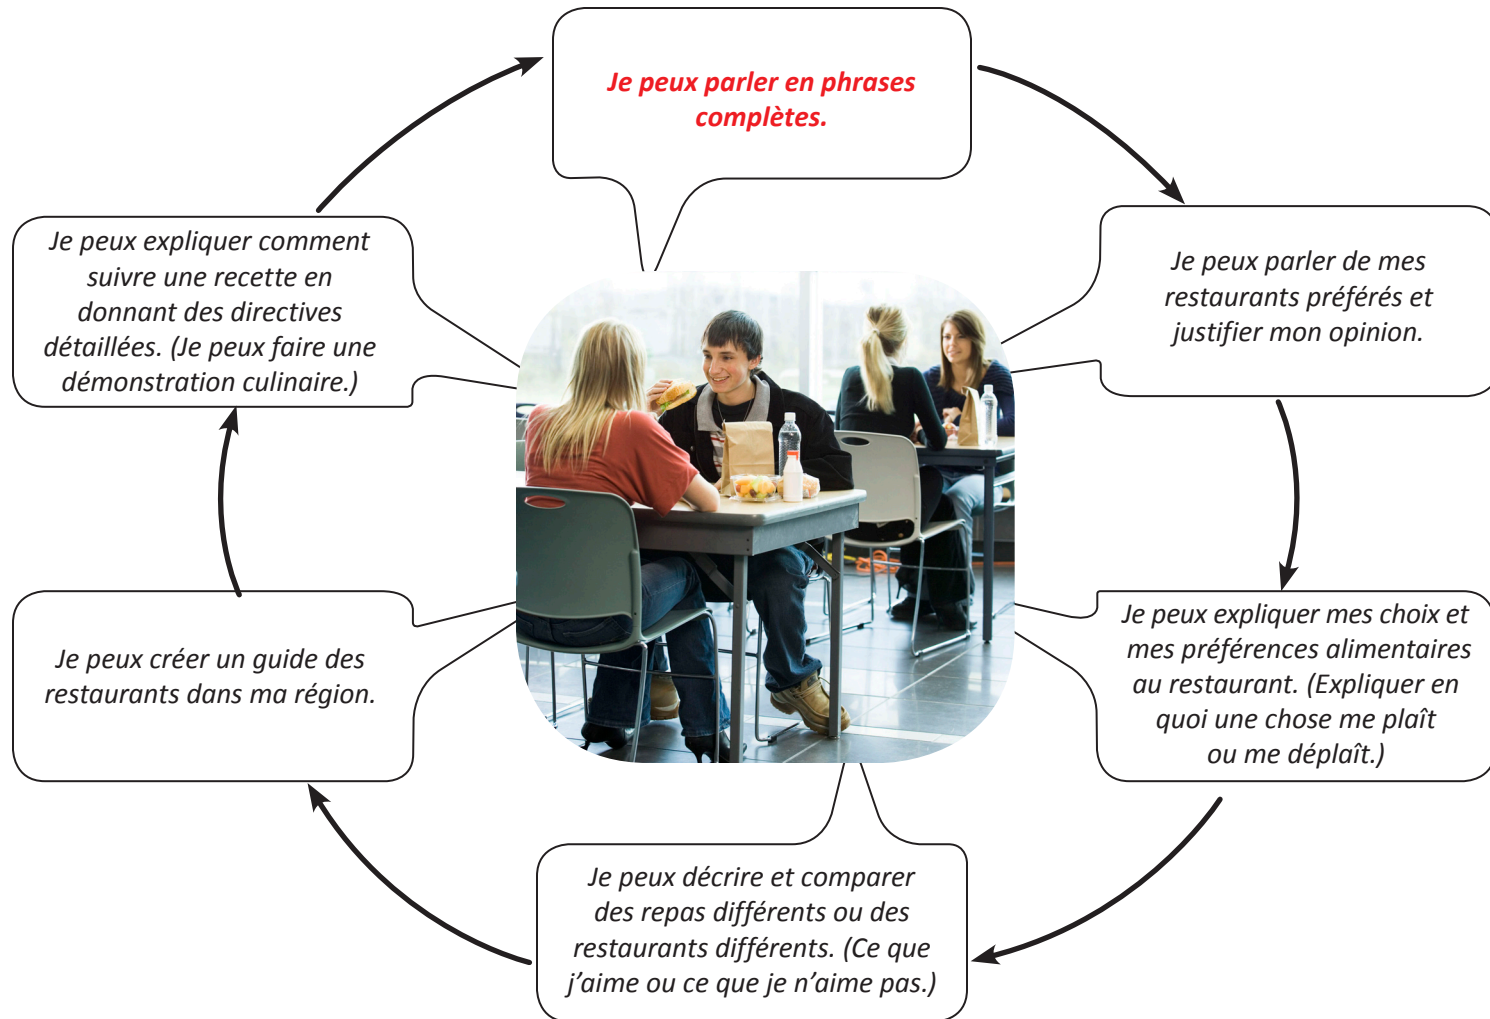 Je peux parler en phrases
complètes.
Je peux parler de mes
restaurants préférés et
justifier mon opinion.
Je peux expliquer mes choix et
mes préférences alimentaires
au restaurant. (Expliquer en
quoi une chose me plaît
ou me déplaît.)
Je peux décrire et comparer
des repas différents ou des
restaurants différents. (Ce que
j’aime ou ce que je n’aime pas.)
Je peux créer un guide des
restaurants dans ma région.
Je peux expliquer comment
suivre une recette en
donnant des directives
détaillées. (Je peux faire une
démonstration culinaire.)